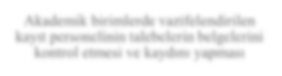 Akademik birimlerde vazifelendirilen
kayıt personelinin talebelerin belgelerini
kontrol etmesi ve kaydını yapması